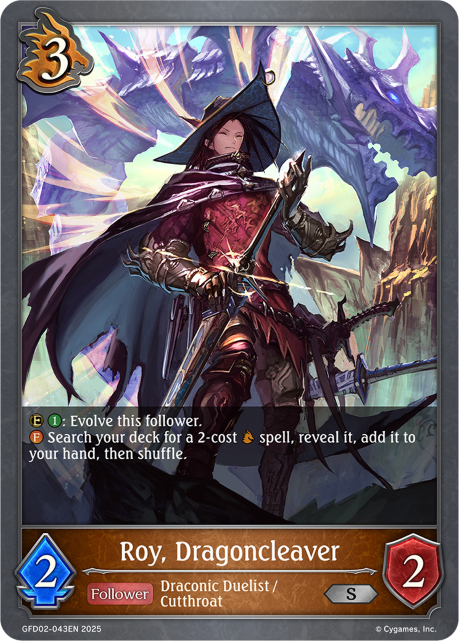 3
E 1: Evolve this follower.
F Search your deck for a 2-cost spell, reveal it, add it to
your hand, then shuffle.
Roy, Dragoncleaver
2
Follower
Draconic Duelist /
Cutthroat
S
2
GFD02-043EN 2025
© Cygames, Inc.